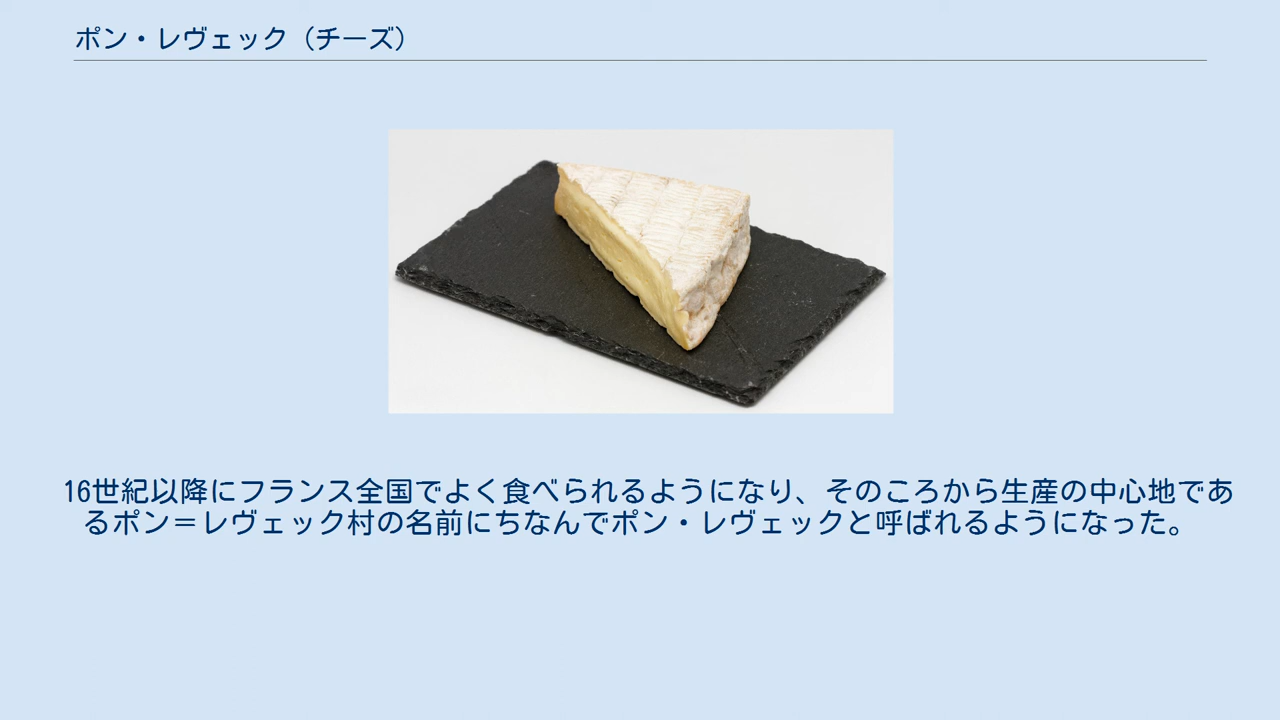 ポン・レヴェック（チーズ）
16世紀以降にフランス全国でよく食べられるようになり、そのころから生産の中心地であ
るポン＝レヴェック村の名前にちなんでポン・レヴェックと呼ばれるようになった。